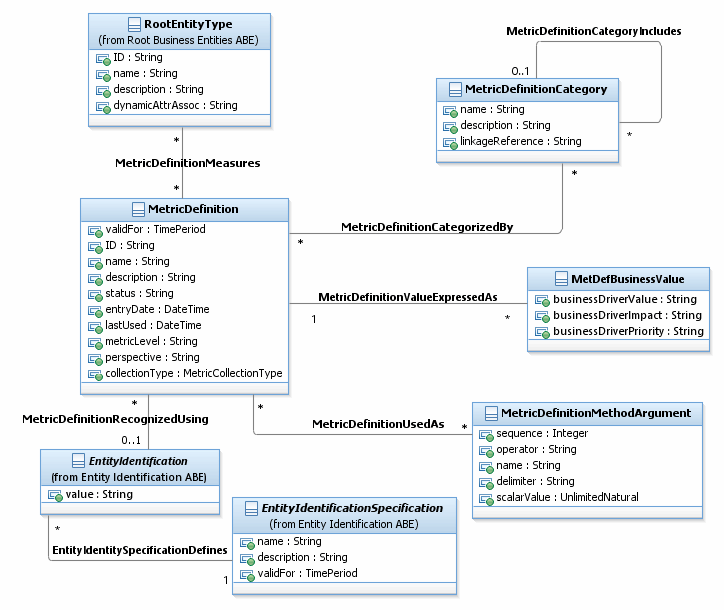 RootEntityType
(from Root Business Entities ABE)
ID : String
name : String
description : String
dynamicAttrAssoc : String
MetricDefinitionCategoryIncludes
0..1
MetricDefinitionCategory
name : String
description : String
linkageReference : String
*
*
*
MetricDefinitionMeasures
*
MetricDefinition
validFor : TimePeriod
ID : String
name : String
description : String
status : String
entryDate : DateTime
lastUsed : DateTime
metricLevel : String
perspective : String
collectionType : MetricCollectionType
MetricDefinitionCategorizedBy
*
MetDefBusinessValue
businessDriverValue : String
businessDriverImpact : String
businessDriverPriority : String
MetricDefinitionValueExpressedAs
1
*
*
MetricDefinitionRecognizedUsing
0..1
*
MetricDefinitionUsedAs
*
MetricDefinitionMethodArgument
sequence : Integer
operator : String
name : String
delimiter : String
scalarValue : UnlimitedNatural
EntityIdentification
(from Entity Identification ABE)
value : String
*
EntityIdentitySpecificationDefines
1
EntityIdentificationSpecification
(from Entity Identification ABE)
name : String
description : String
validFor : TimePeriod